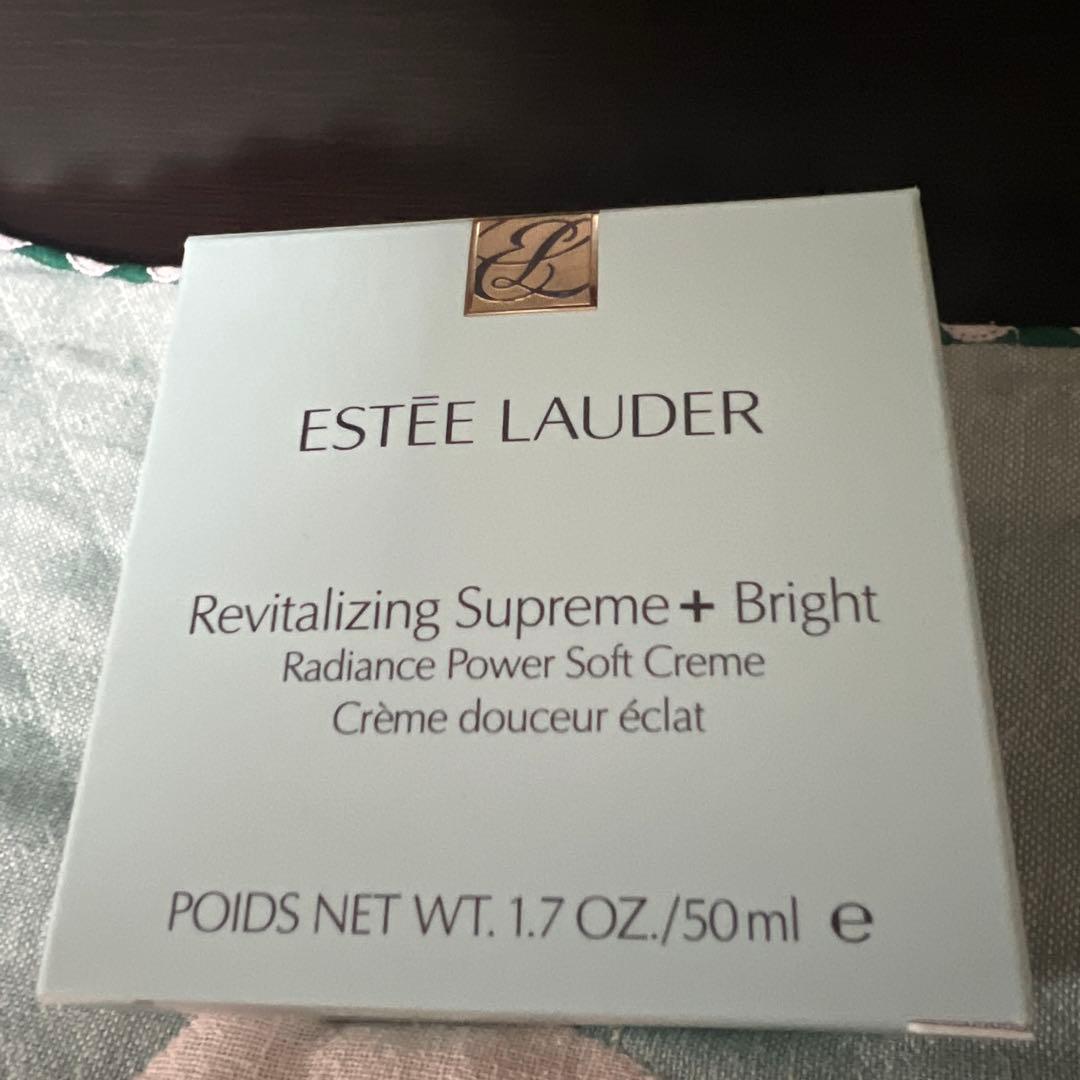 EL
ESTĒE LAUDER
Revitalizing Supreme+ Bright
Radiance Power Soft Creme
Crème douceur éclat
POIDS NET WT. 1.7 OZ./50ml e